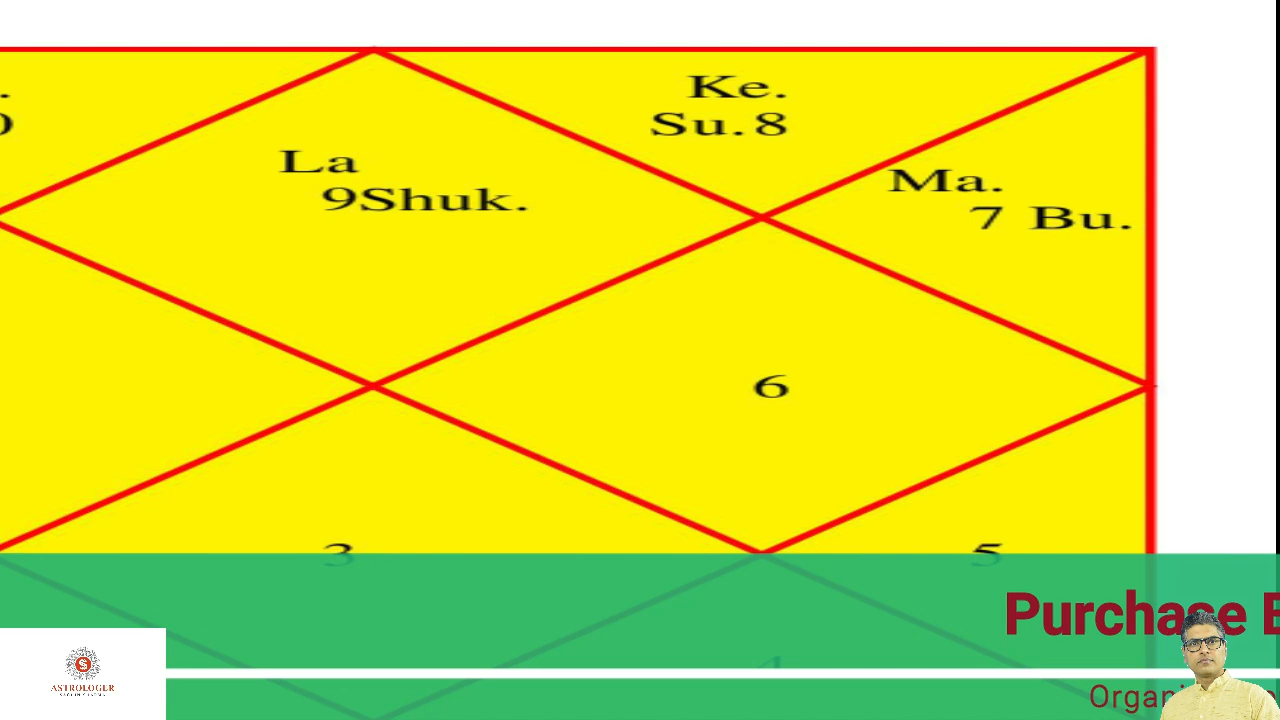 Ke.
Su. 8
La
9Shuk.
Ma.
7 Bu.
6
3
5
Purchase
ASTROLOGER